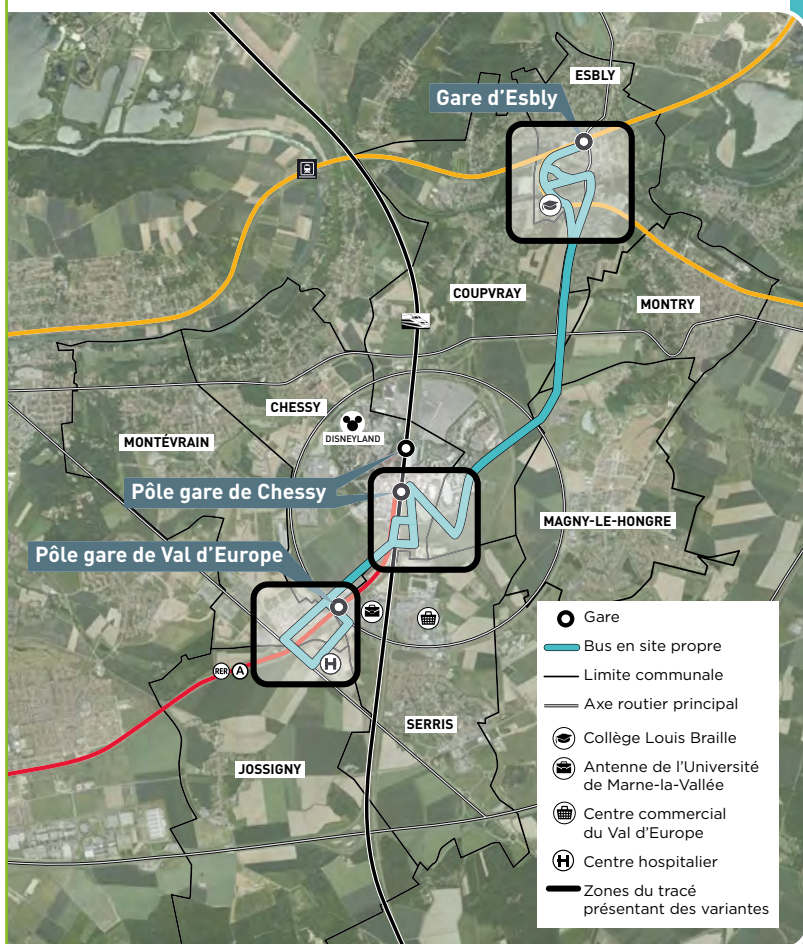 ESBLY
Gare d'Esbly
COUPVRAY
MONTRY
CHESSY
DISNEYLAND
MONTÉVRAIN
Pôle gare de Chessy
MAGNY-LE-HONGRE
Pôle gare de Val d'Europe
H
RER A
SERRIS
JOSSIGNY
Gare
Bus en site propre
Limite communale
Axe routier principal
Collège Louis Braille
Antenne de l'Université
de Marne-la-Vallée
Centre commercial
du Val d'Europe
H Centre hospitalier
Zones du tracé
présentant des variantes